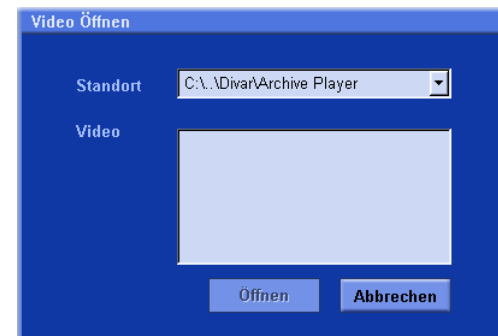 Video Öffnen
Standort
C:\..\Divar\Archive Player
Video
Öffnen
Abbrechen